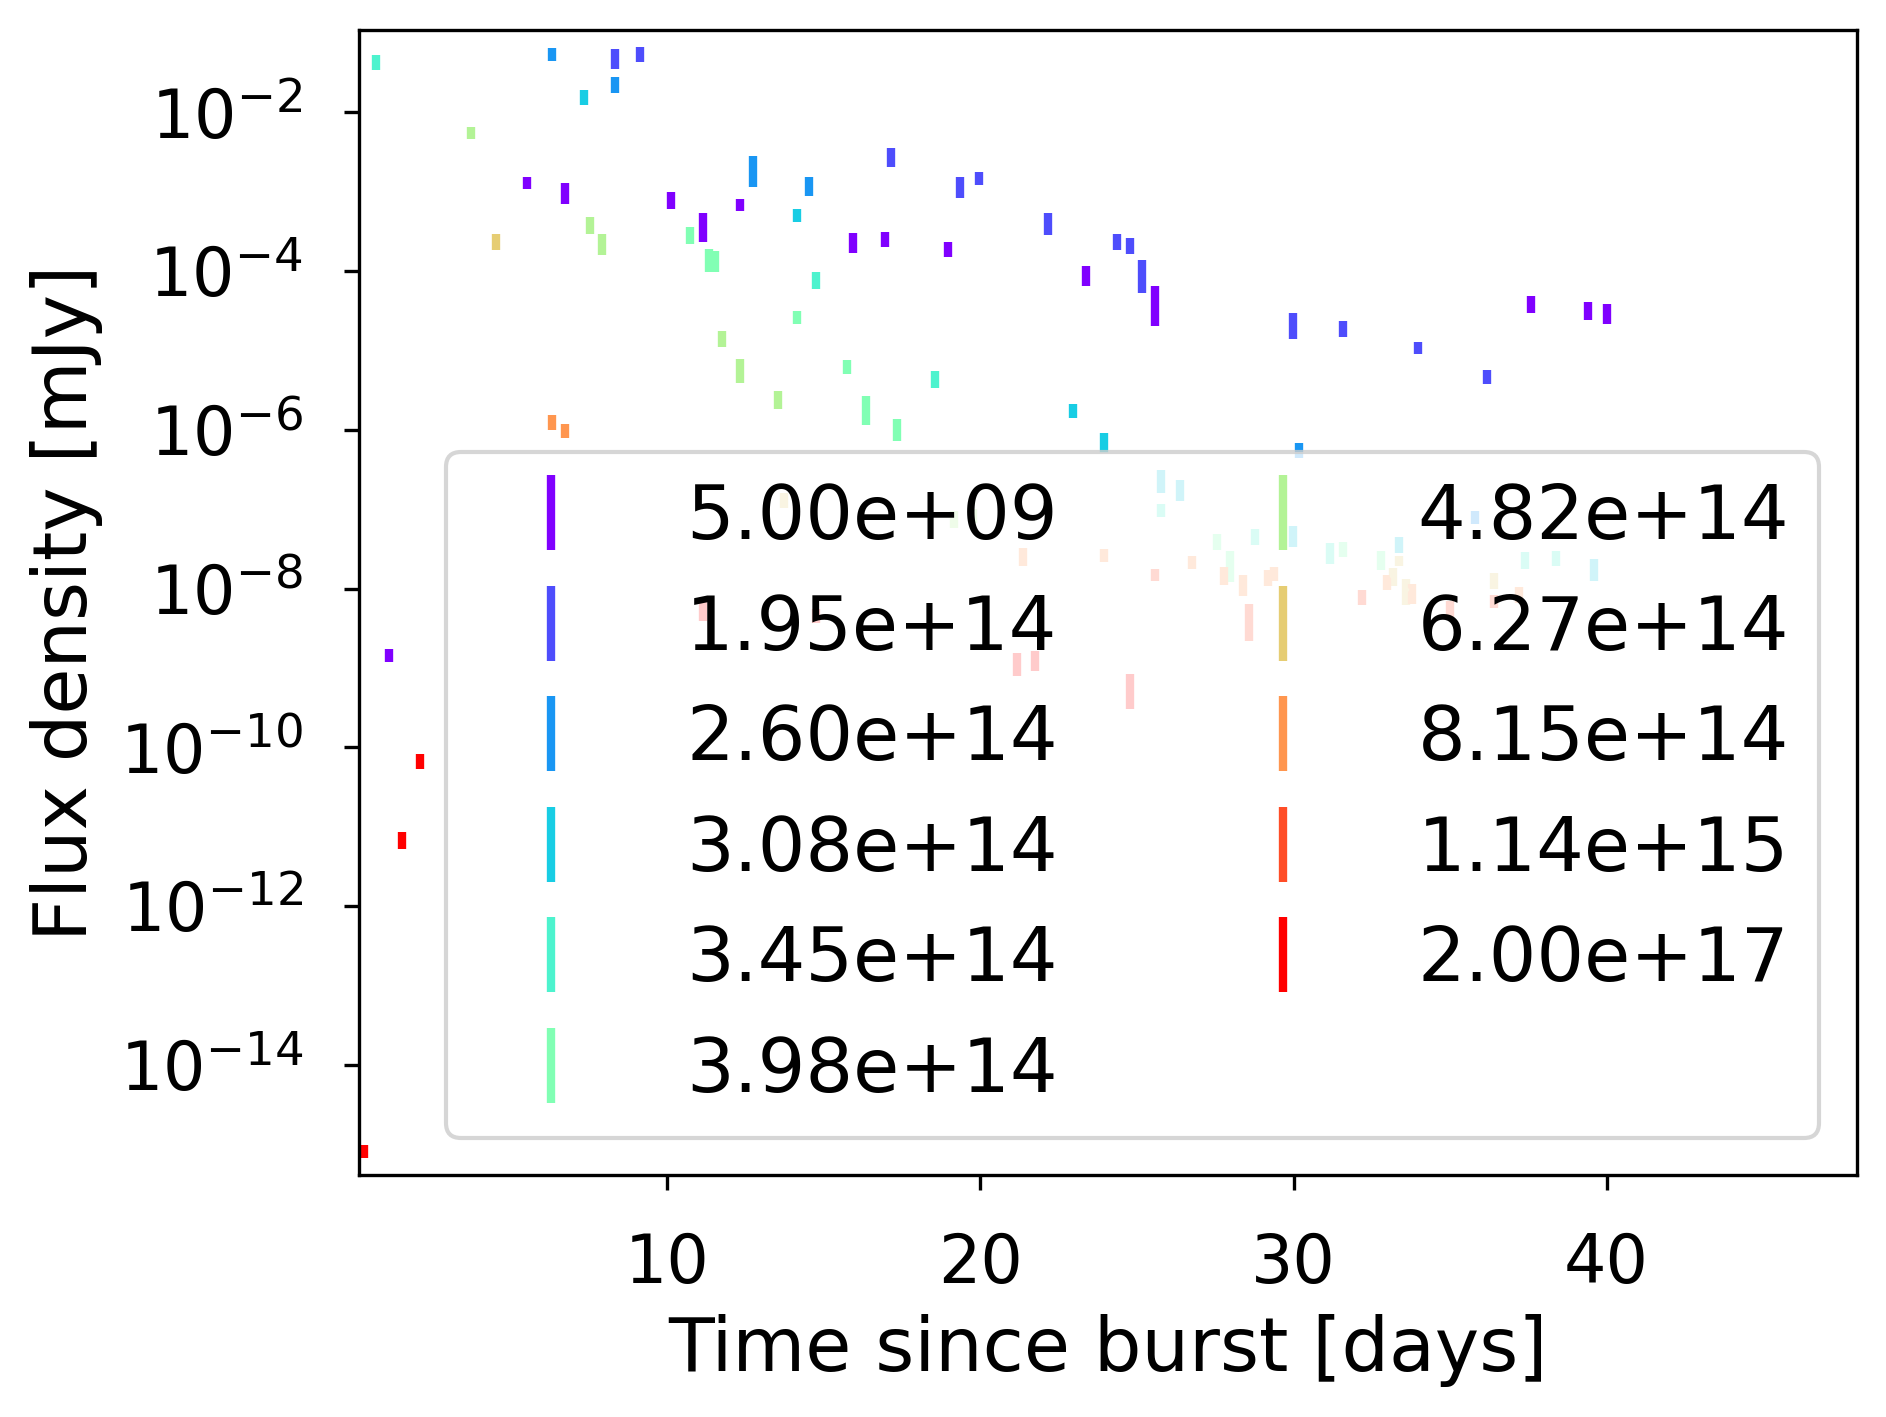 10⁻²
10⁻⁴
10⁻⁶
10⁻⁸
10⁻¹⁰
10⁻¹²
10⁻¹⁴
Flux density [mJy]
5.00e+09
1.95e+14
2.60e+14
3.08e+14
3.45e+14
3.98e+14
4.82e+14
6.27e+14
8.15e+14
1.14e+15
2.00e+17
10 20 30 40
Time since burst [days]